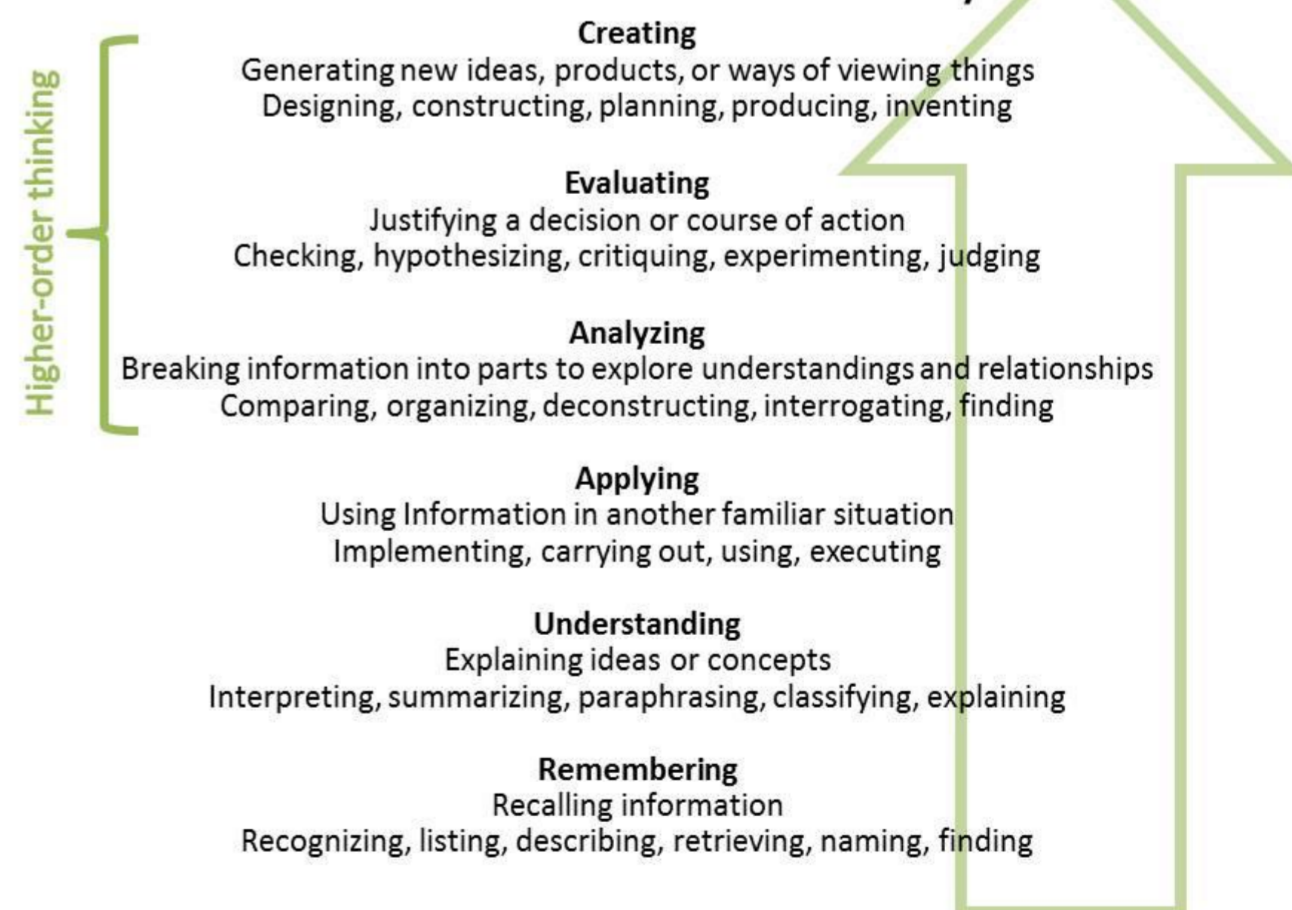 Creating
Generating new ideas, products, or ways of viewing things
Designing, constructing, planning, producing, inventing
Higher-order thinking
Evaluating
Justifying a decision or course of action
Checking, hypothesizing, critiquing, experimenting, judging
Analyzing
Breaking information into parts to explore understandings and relationships
Comparing, organizing, deconstructing, interrogating, finding
Applying
Using Information in another familiar situation
Implementing, carrying out, using, executing
Understanding
Explaining ideas or concepts
Interpreting, summarizing, paraphrasing, classifying, explaining
Remembering
Recalling information
Recognizing, listing, describing, retrieving, naming, finding